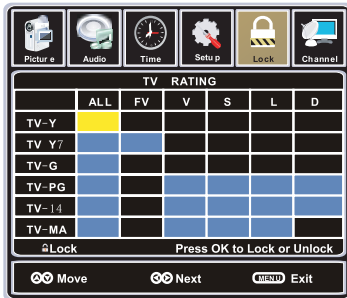 Pictur e Audio Time Setu p Lock Channel
TV RATING
ALL FV V S L D
TV-Y
TV Y7
TV-G
TV-PG
TV-14
TV-MA
Lock Press OK to Lock or Unlock
Move Next MENU Exit